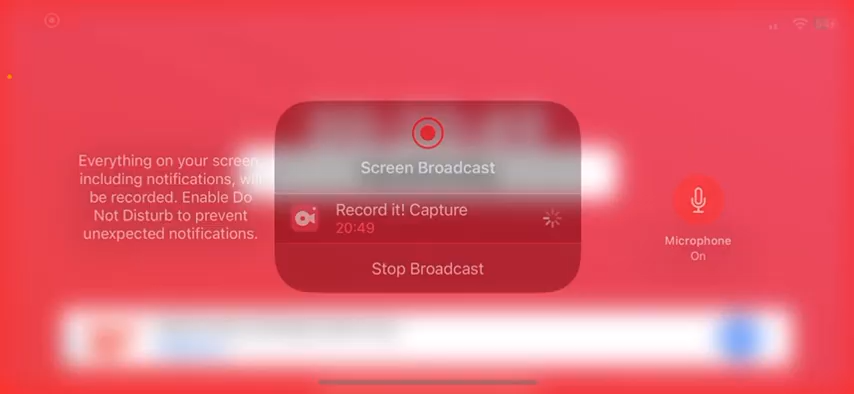 Everything on your screen,
including notifications, will
be recorded. Enable Do
Not Disturb to prevent
unexpected notifications.
Screen Broadcast
Record it! Capture
20:49
Stop Broadcast
Microphone
On